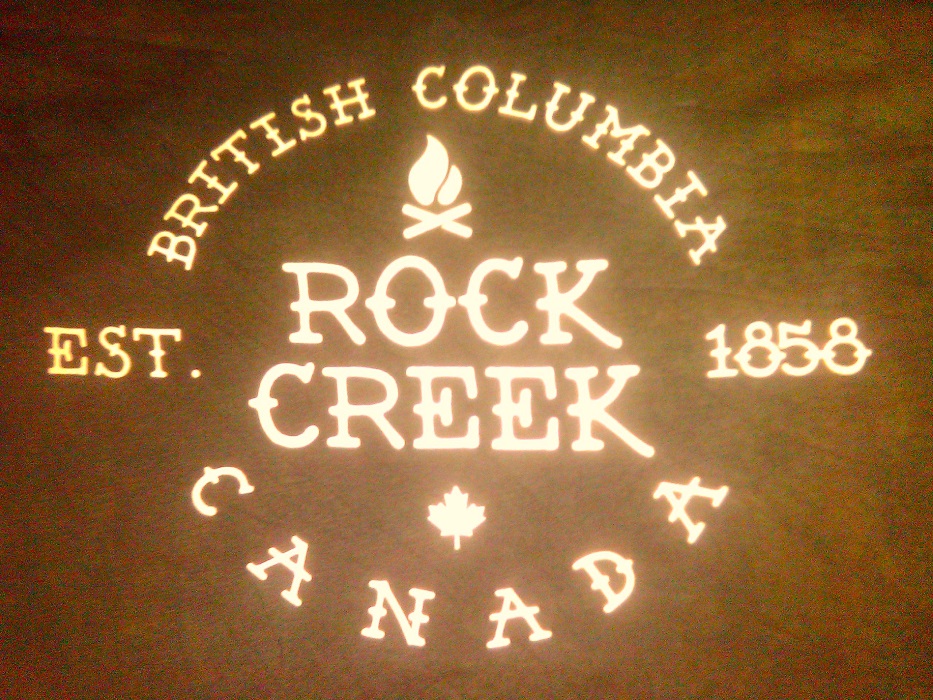 BRITISH COLUMBIA
ROCK
EST. 1858
CREEK
CANADA